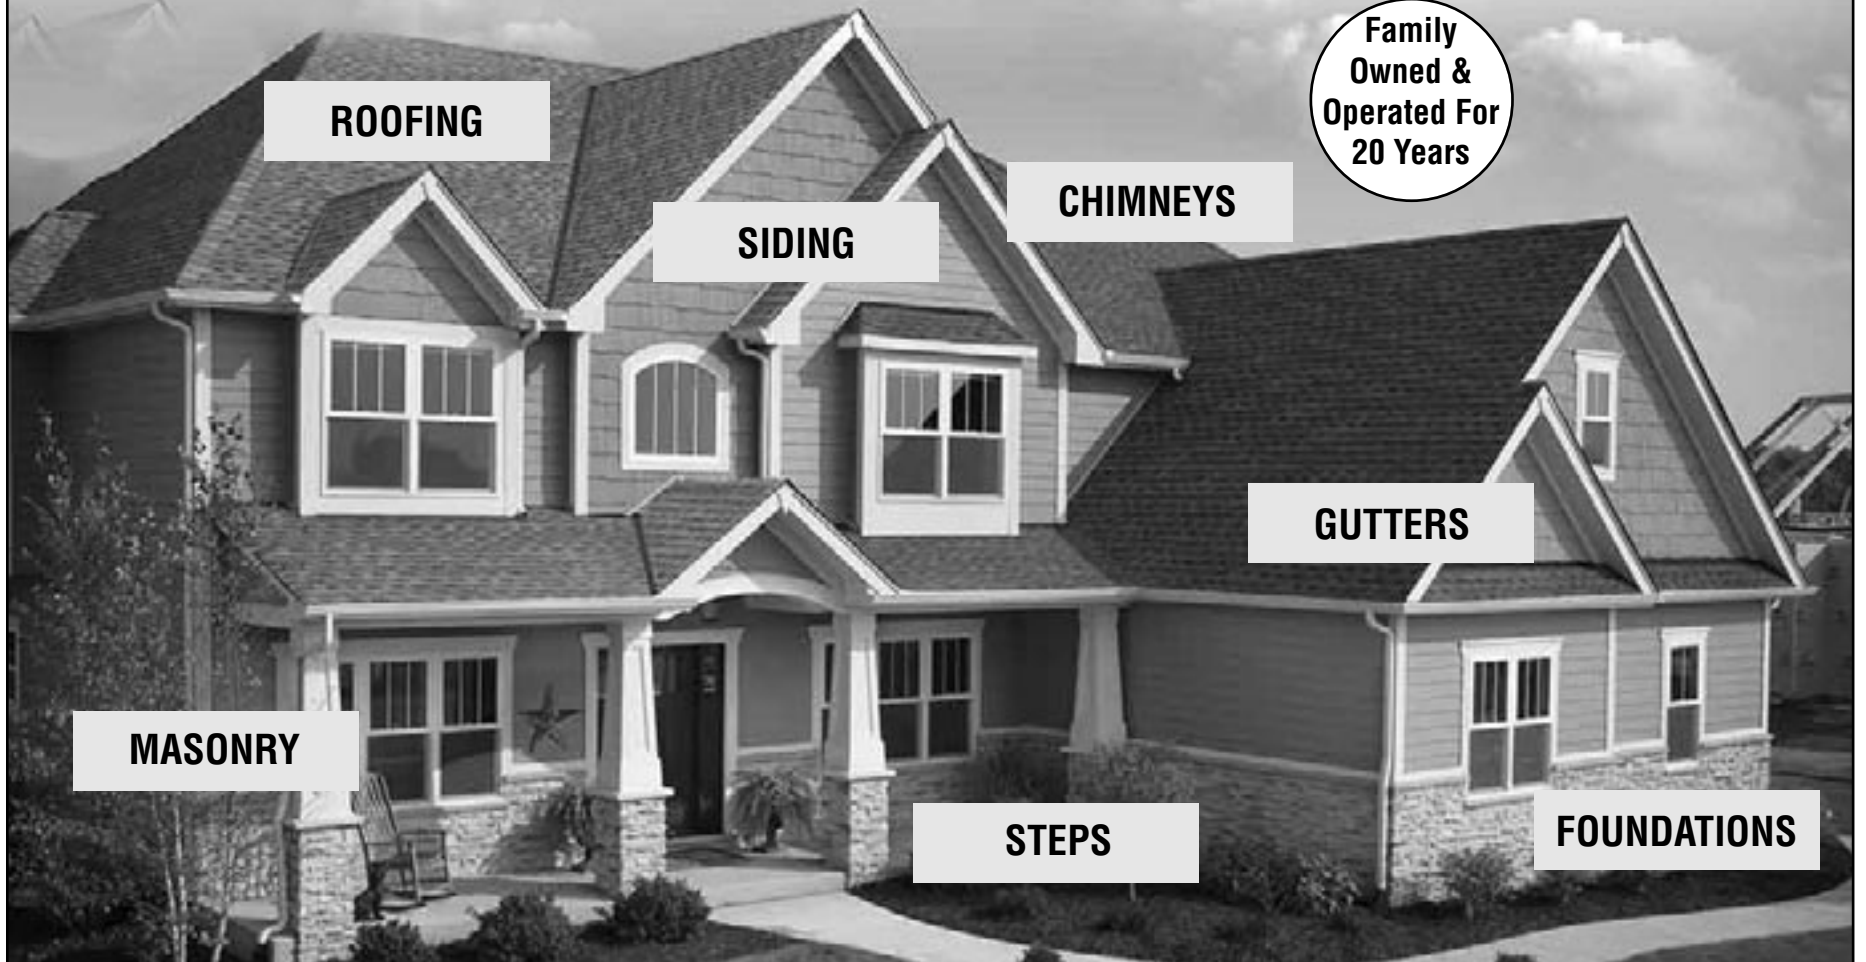 Family
Owned &
Operated For
20 Years
ROOFING
CHIMNEYS
SIDING
GUTTERS
MASONRY
STEPS
FOUNDATIONS